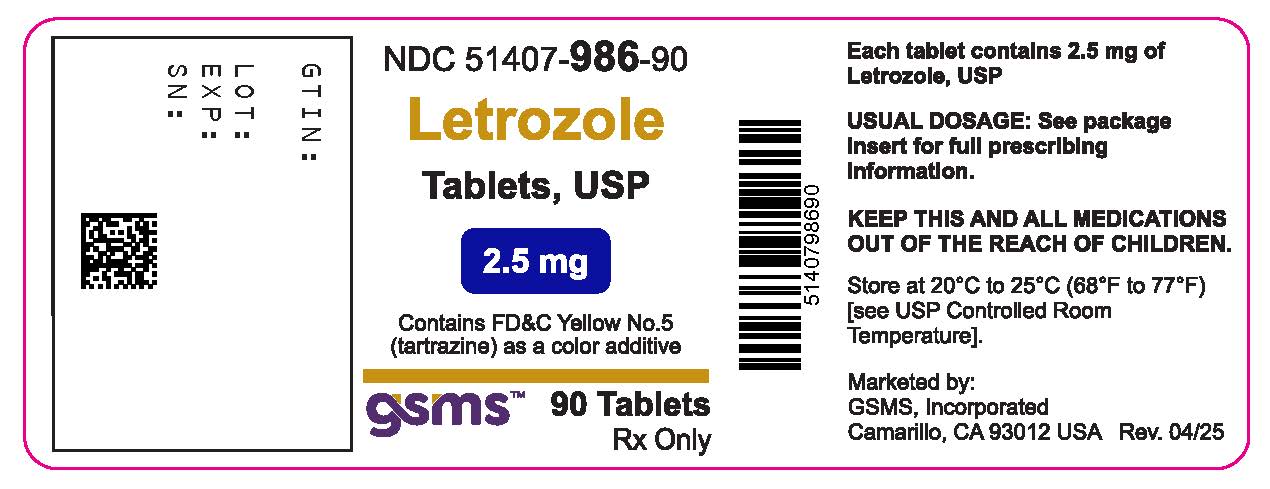 GTIN:
LOT:
EXP:
SN:
NDC 51407-986-90
Letrozole
Tablets, USP
2.5 mg
Contains FD&C Yellow No.5
(tartrazine) as a color additive
gsms™ 90 Tablets
Rx Only
5140798690
Each tablet contains 2.5 mg of
Letrozole, USP
USUAL DOSAGE: See package
insert for full prescribing
information.
KEEP THIS AND ALL MEDICATIONS
OUT OF THE REACH OF CHILDREN.
Store at 20°C to 25°C (68°F to 77°F)
[see USP Controlled Room
Temperature].
Marketed by:
GSMS, Incorporated
Camarillo, CA 93012 USA Rev. 04/25